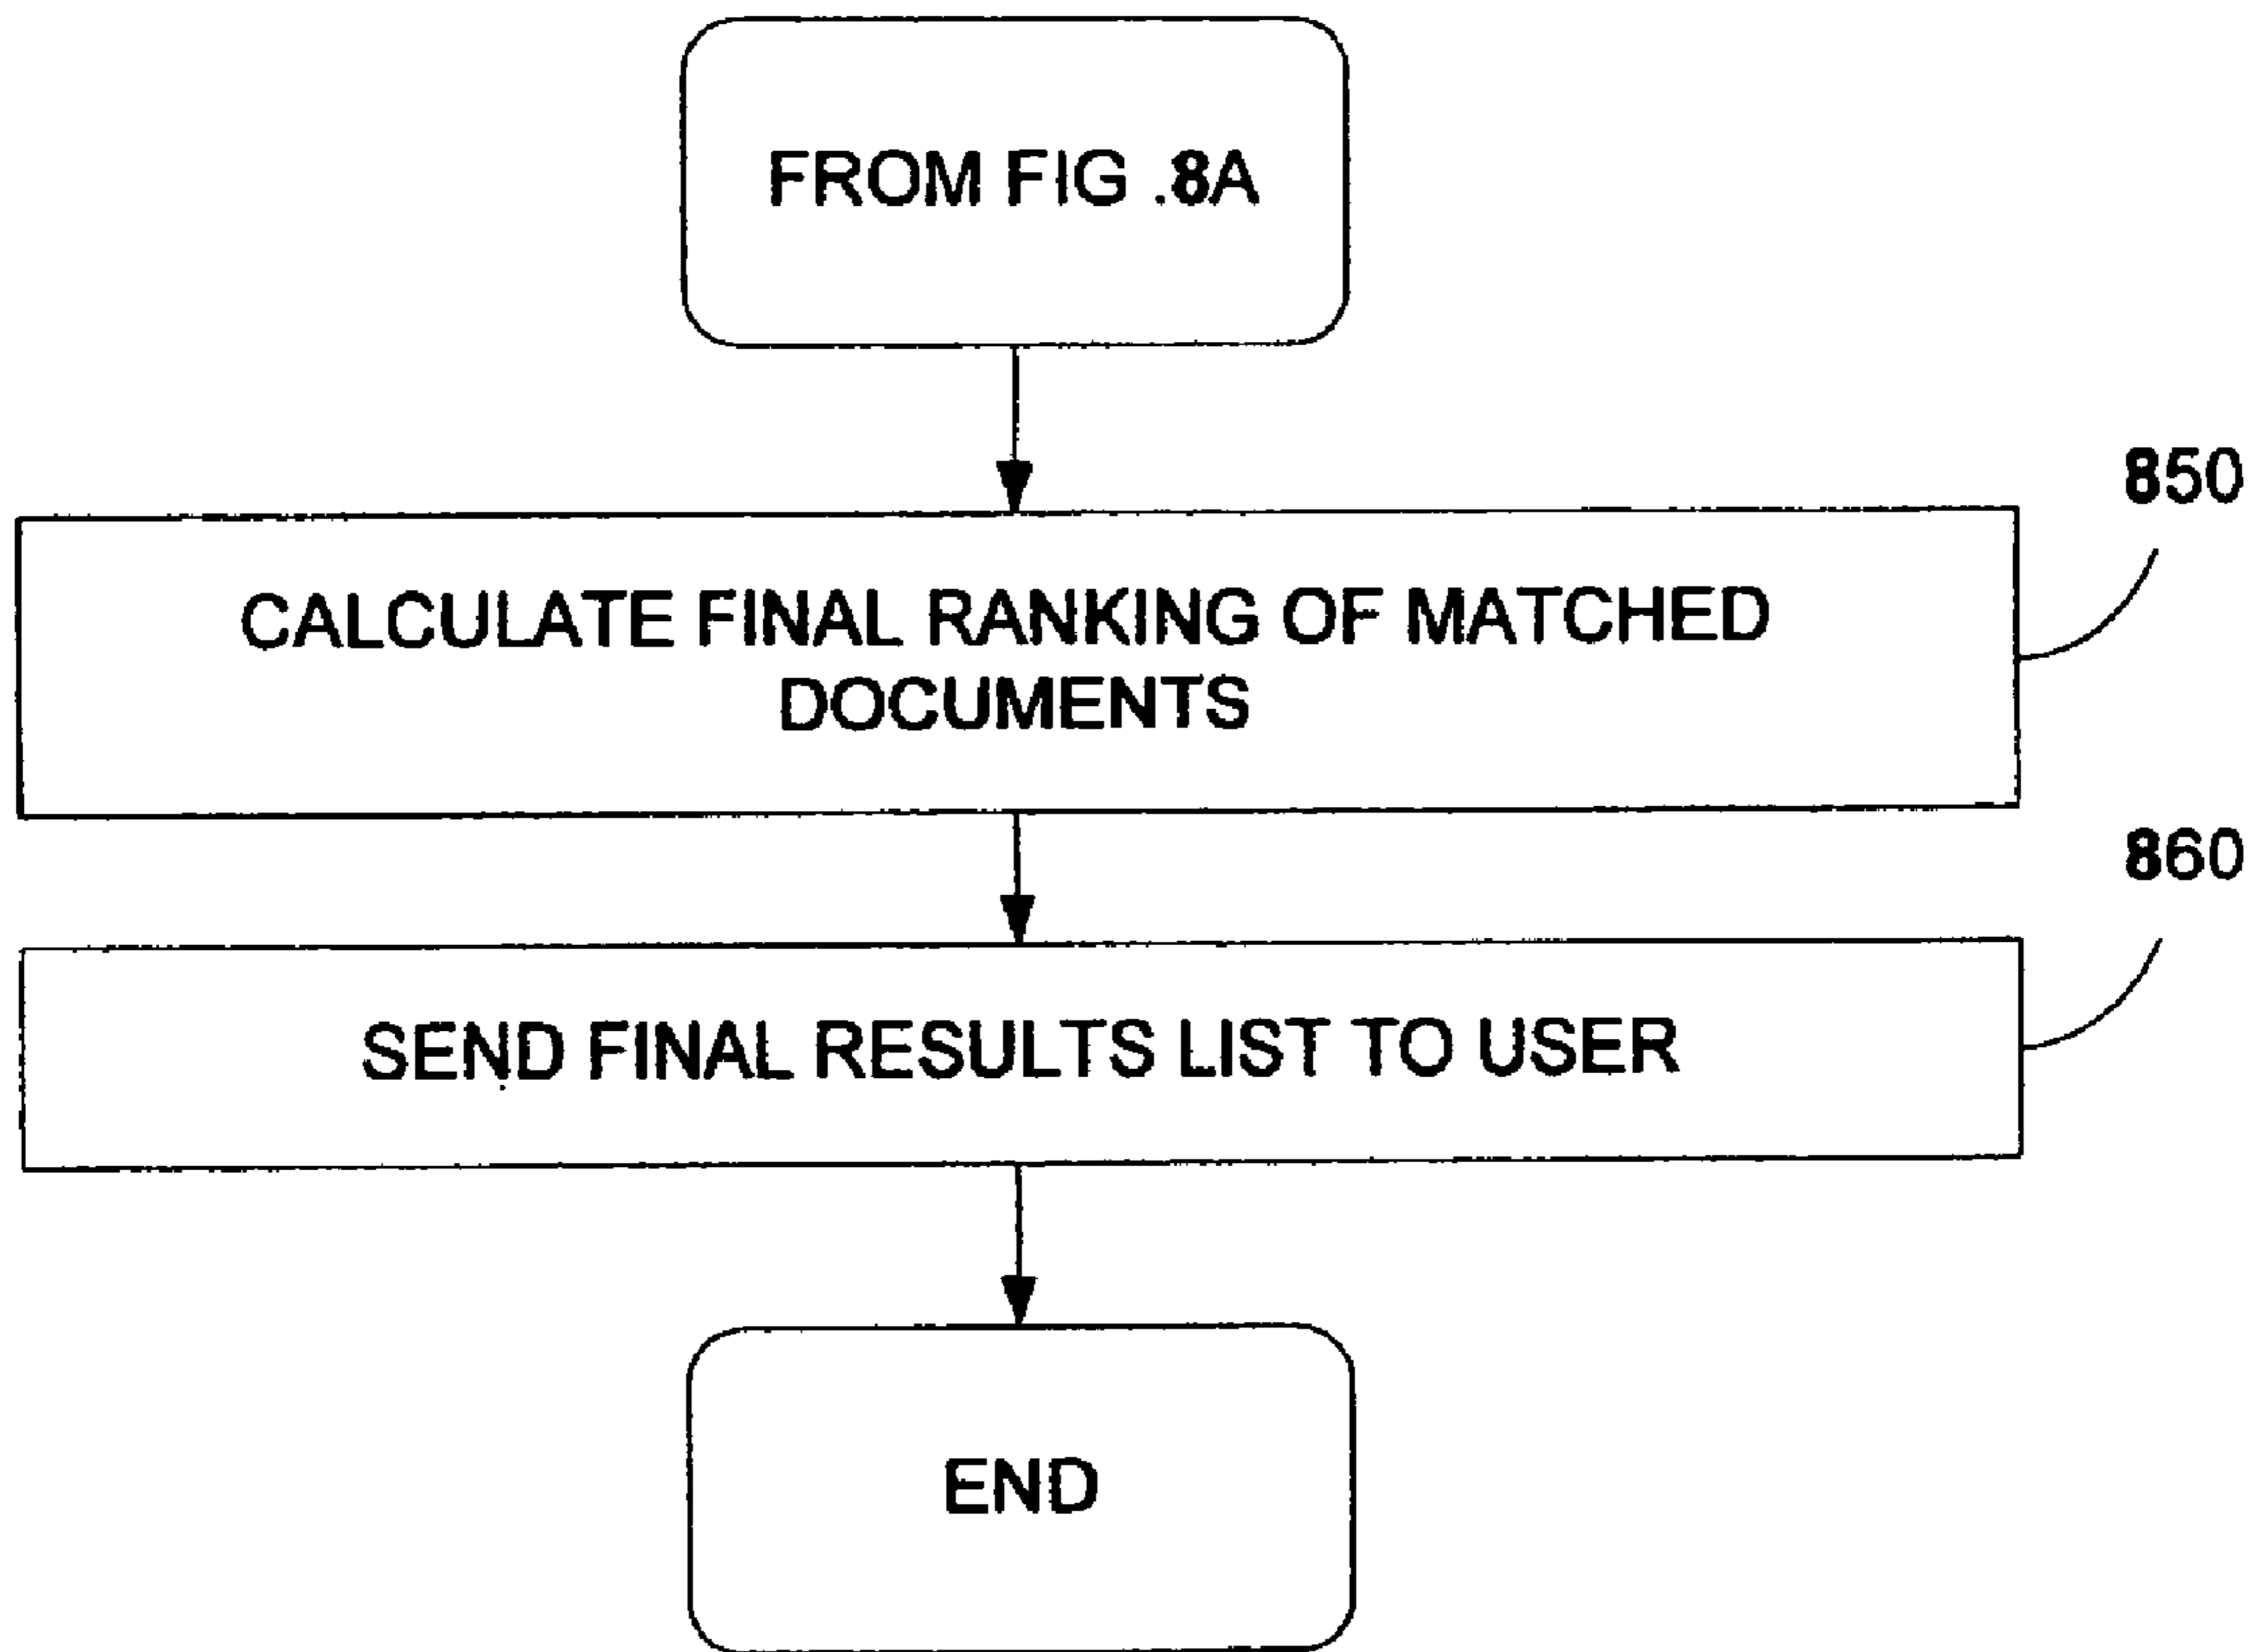 FROM FIG .8A
850
CALCULATE FINAL RANKING OF MATCHED
DOCUMENTS
860
SEND FINAL RESULTS LIST TO USER
END